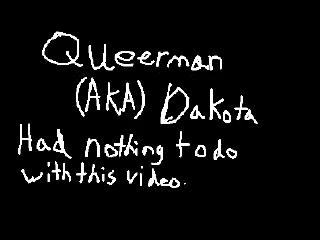 Queerman
(AKA) Dakota
Had nothing to do
with this video.